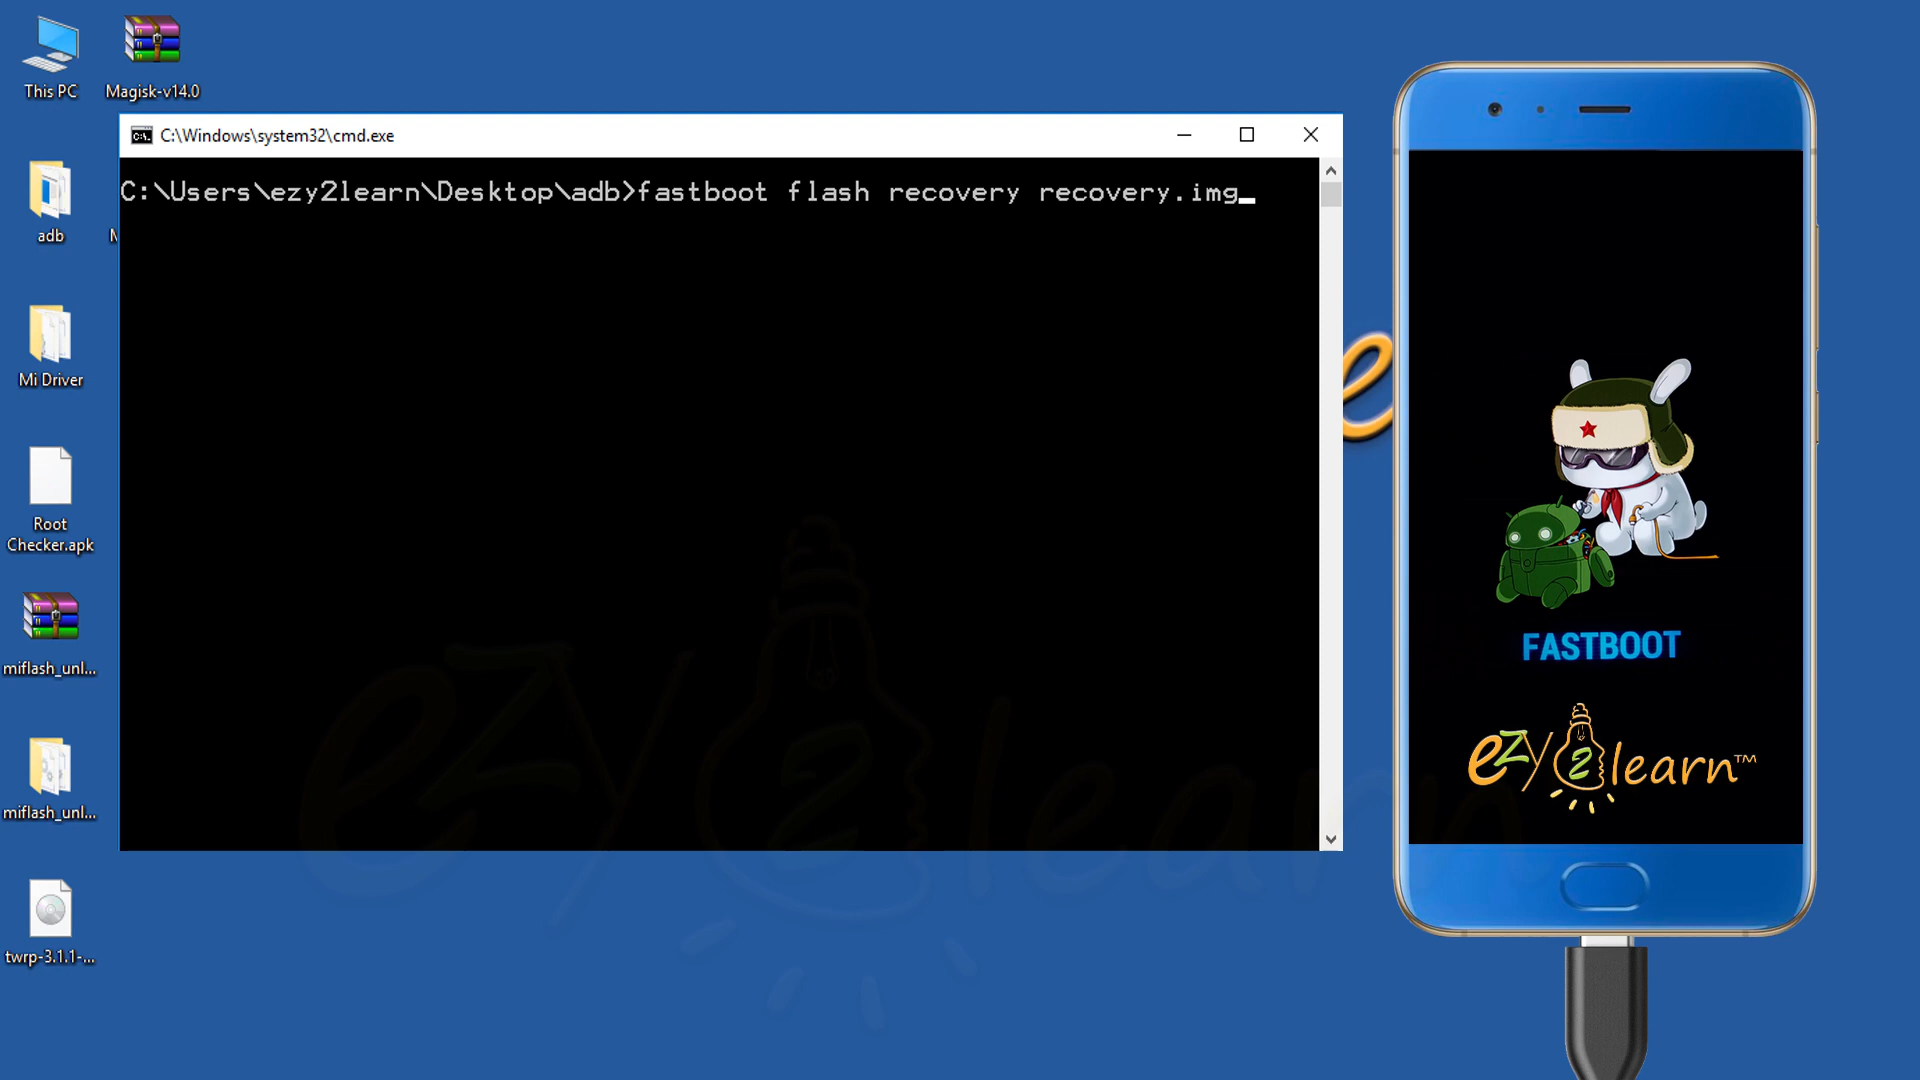 This PC
Magisk-v14.0
adb
Mi Driver
Root
Checker.apk
miflash_unl...
miflash_unl...
twrp-3.1.1-...
C:\Windows\system32\cmd.exe
C:\Users\ezy2learn\Desktop\adb>fastboot flash recovery recovery.img
FASTBOOT
ezy2learn™
ezy2learn